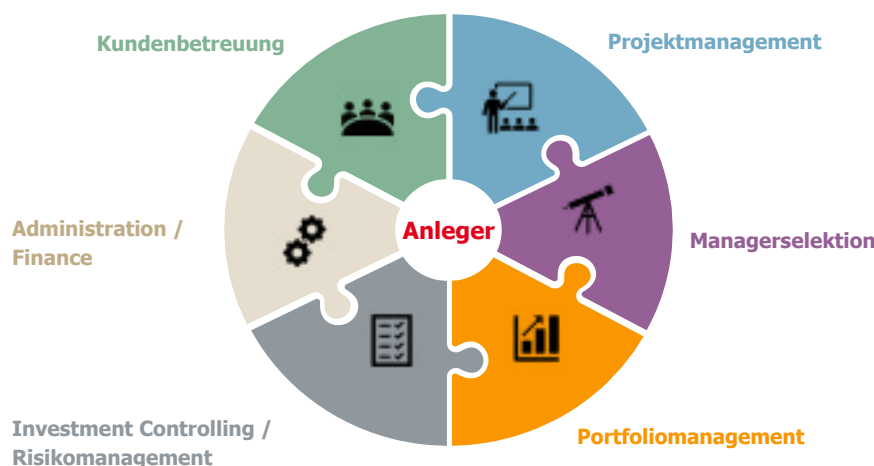 Kundenbetreuung
Projektmanagement
Administration /
Finance
Anleger
Managerselektion
Investment Controlling /
Risikomanagement
Portfoliomanagement